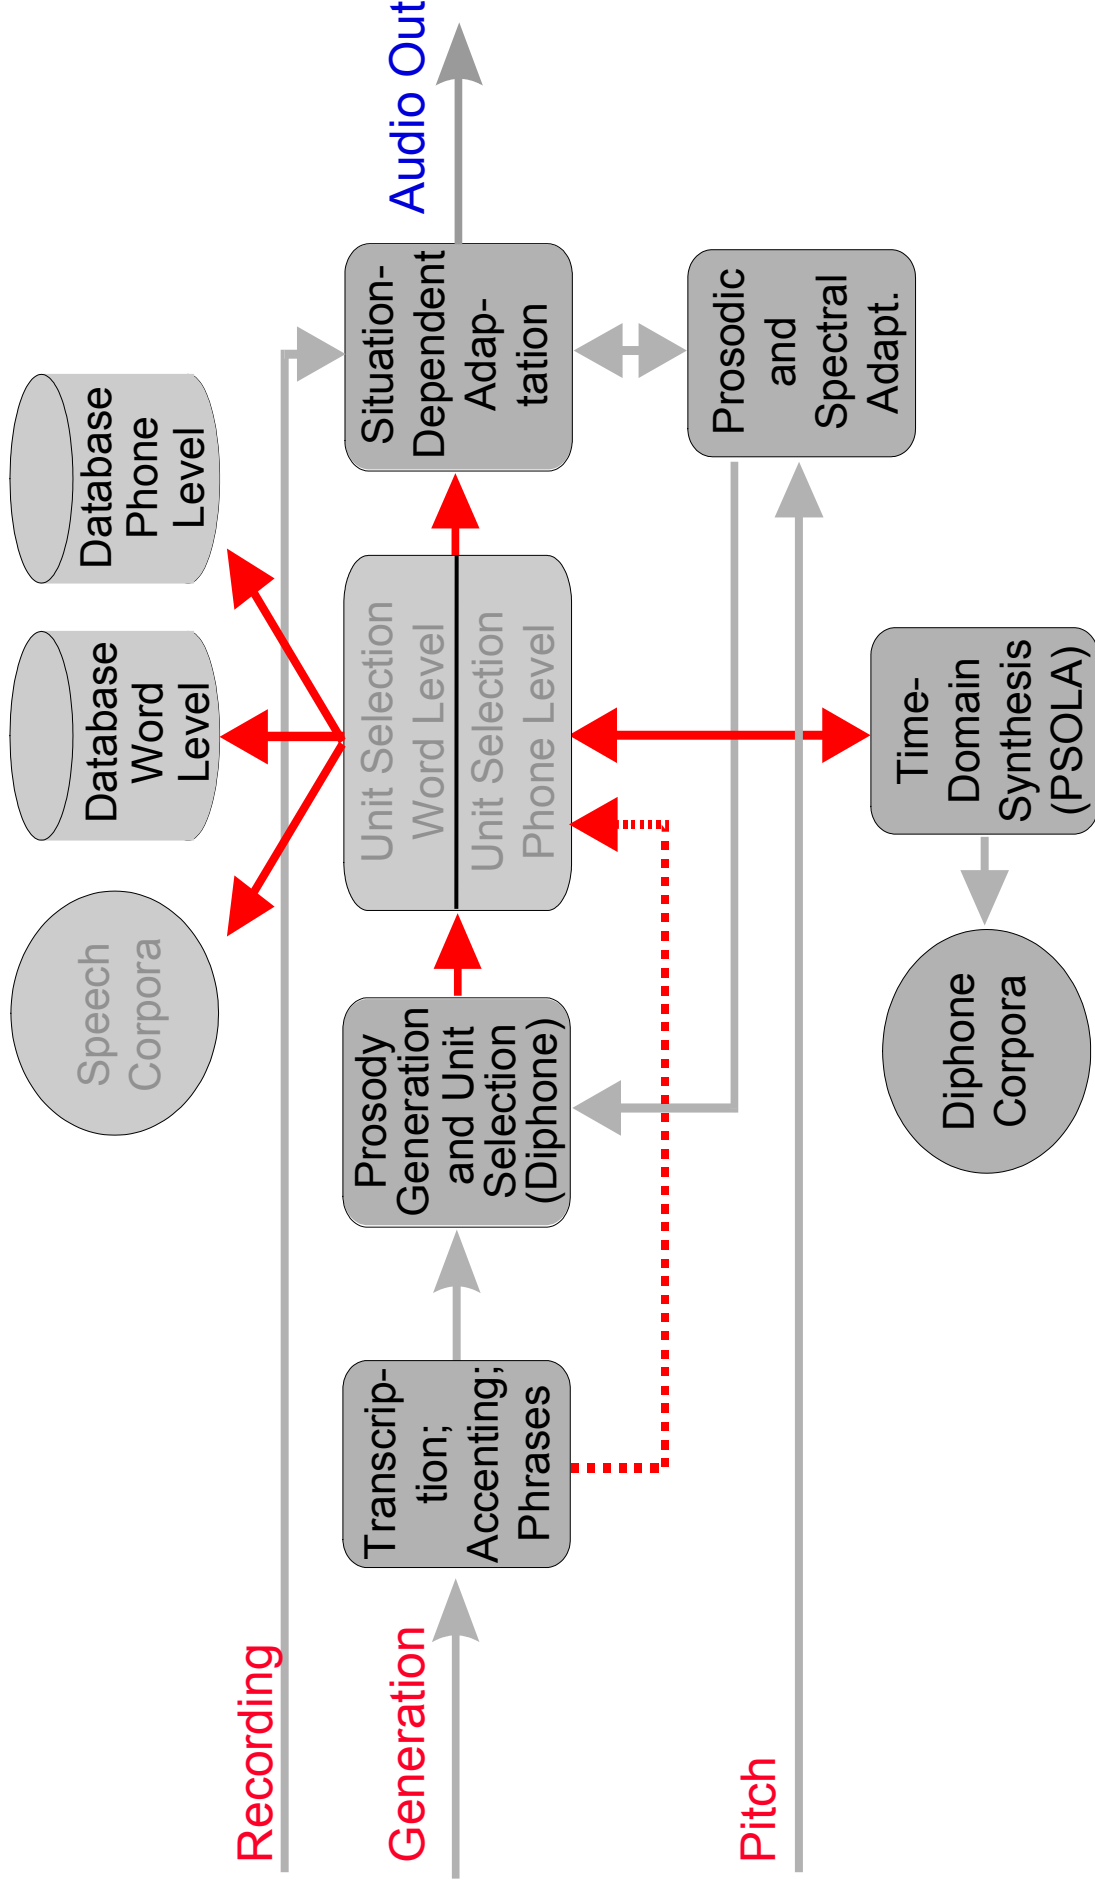 Recording
Generation
Pitch
Transcrip-
tion;
Accenting;
Phrases
Prosody
Generation
and Unit
Selection
(Diphone)
Unit Selection
Word Level
Unit Selection
Phone Level
Speech
Corpora
Database
Word
Level
Database
Phone
Level
Situation-
Dependent
Adap-
tation
Audio Out
Prosodic
and
Spectral
Adapt.
Time-
Domain
Synthesis
(PSOLA)
Diphone
Corpora